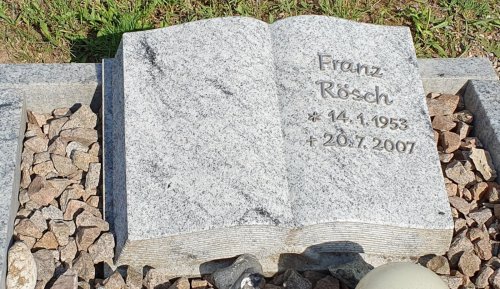 Franz
Rösch
* 14.1.1953
+ 20.7.2007